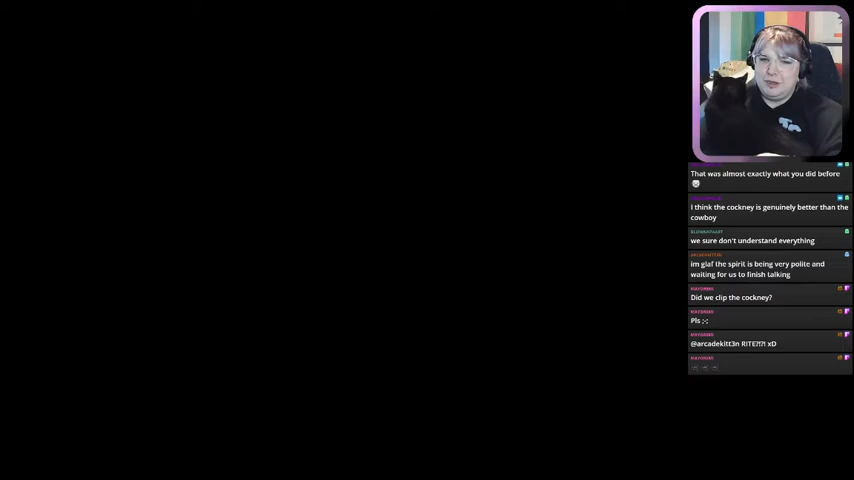 That was almost exactly what you did before
I think the cockney is genuinely better than the
cowboy
we sure don't understand everything
im glaf the spirit is being very polite and
waiting for us to finish talking
Did we clip the cockney?
Pls ;-;
@arcadekitt3n RITE?!?! xD